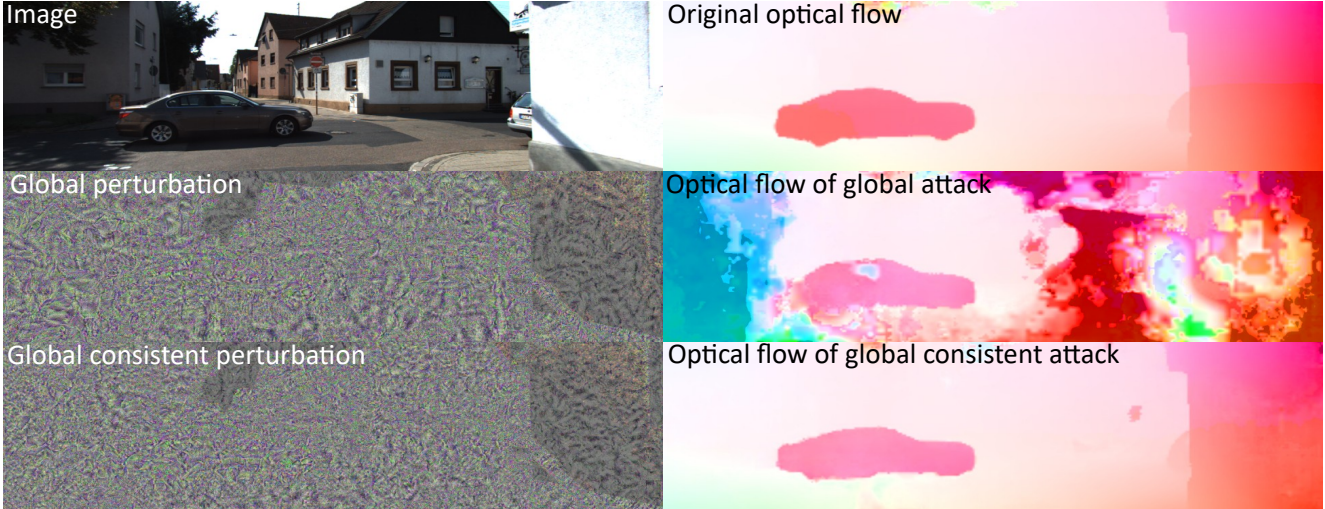 Image
Original optical flow
Global perturbation
Optical flow of global attack
Global consistent perturbation
Optical flow of global consistent attack